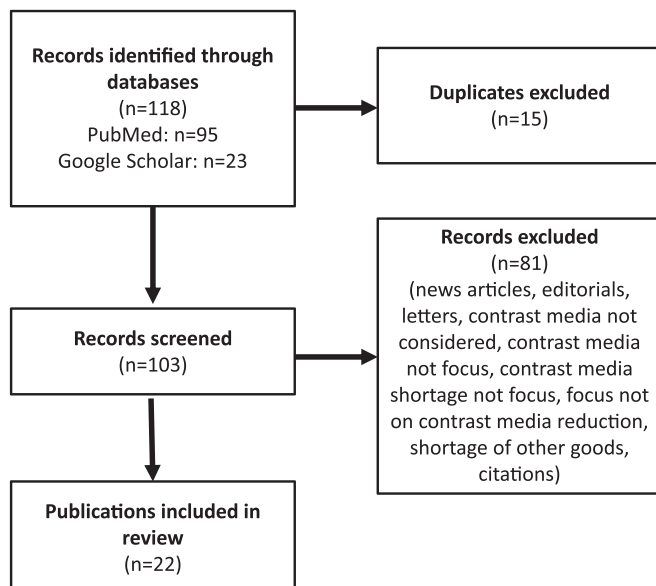 Records identified through
databases
(n=118)
PubMed: n=95
Google Scholar: n=23
Duplicates excluded
(n=15)
Records excluded
(n=81)
(news articles, editorials,
letters, contrast media not
considered, contrast media
not focus, contrast media
shortage not focus, focus not
on contrast media reduction,
shortage of other goods,
citations)
Records screened
(n=103)
Publications included in
review
(n=22)